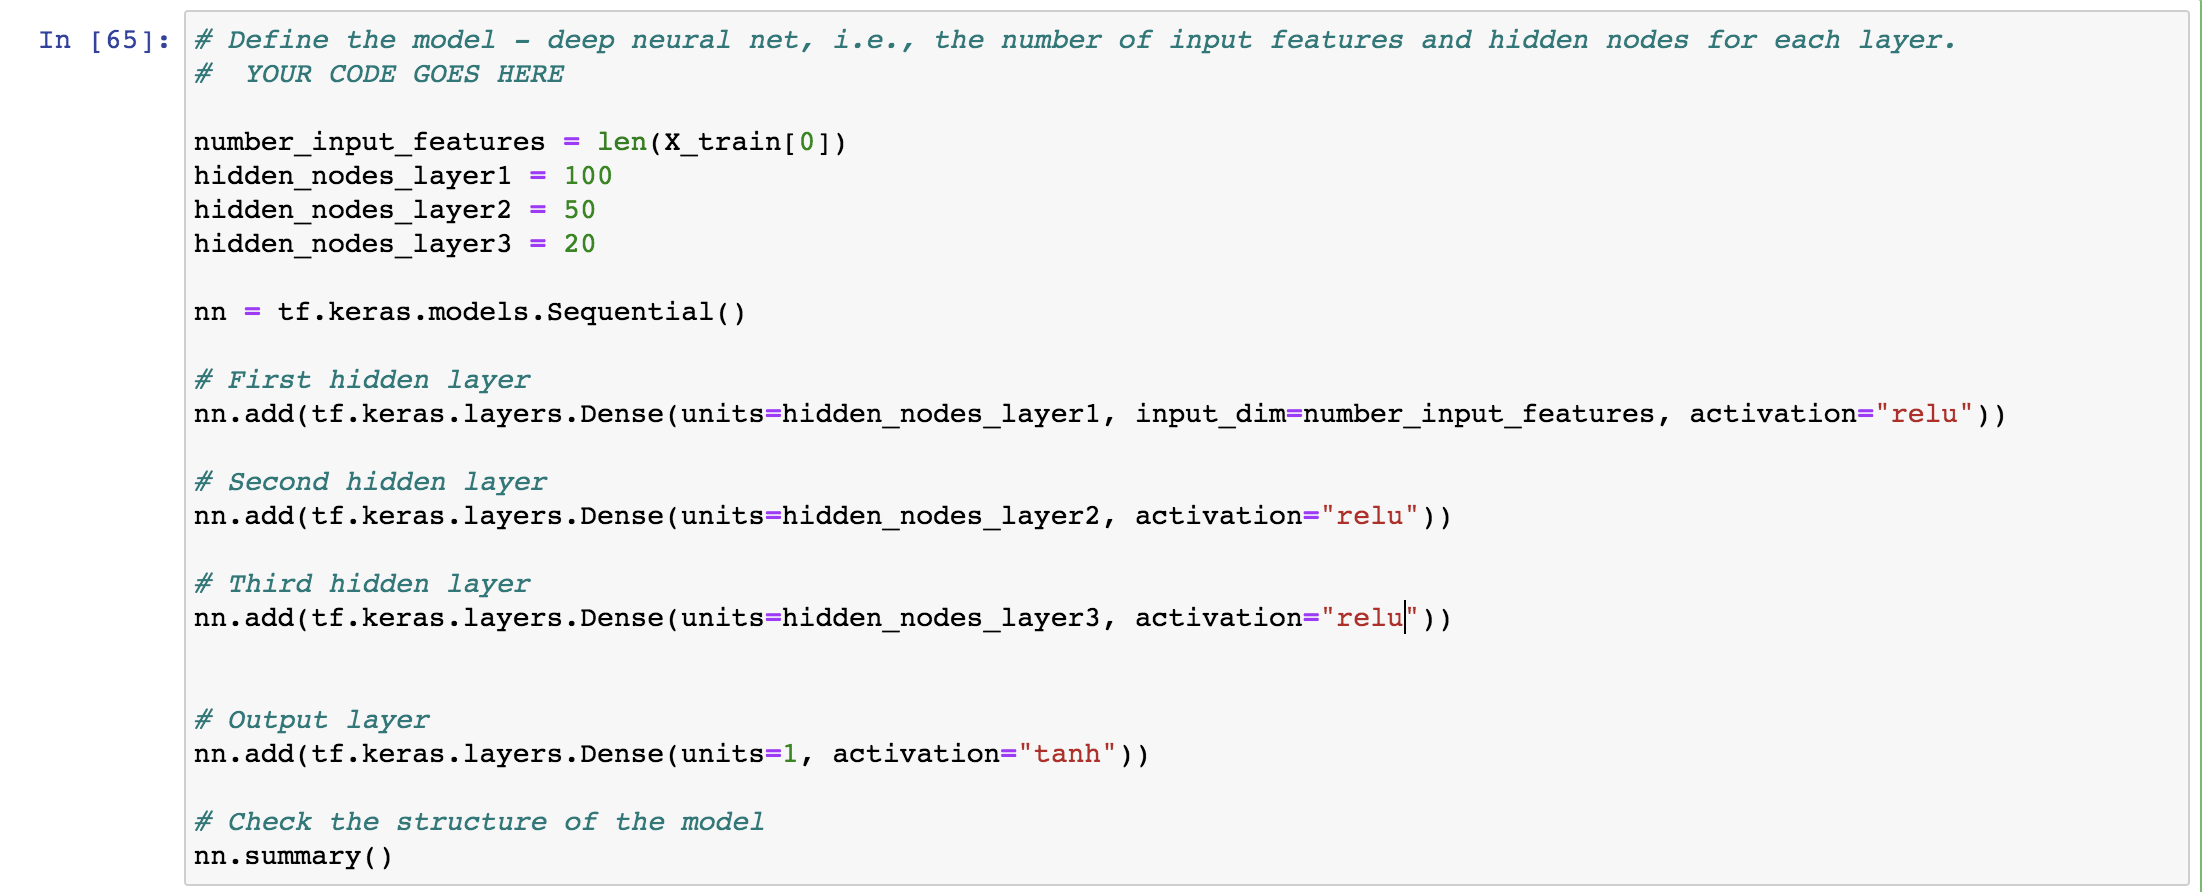 In [65]:
# Define the model - deep neural net, i.e., the number of input features and hidden nodes for each layer.
#  YOUR CODE GOES HERE
number_input_features = len(X_train[0])
hidden_nodes_layer1 = 100
hidden_nodes_layer2 = 50
hidden_nodes_layer3 = 20
nn = tf.keras.models.Sequential()
# First hidden layer
nn.add(tf.keras.layers.Dense(units=hidden_nodes_layer1, input_dim=number_input_features, activation="relu"))
# Second hidden layer
nn.add(tf.keras.layers.Dense(units=hidden_nodes_layer2, activation="relu"))
# Third hidden layer
nn.add(tf.keras.layers.Dense(units=hidden_nodes_layer3, activation="relu"))
# Output layer
nn.add(tf.keras.layers.Dense(units=1, activation="tanh"))
# Check the structure of the model
nn.summary()